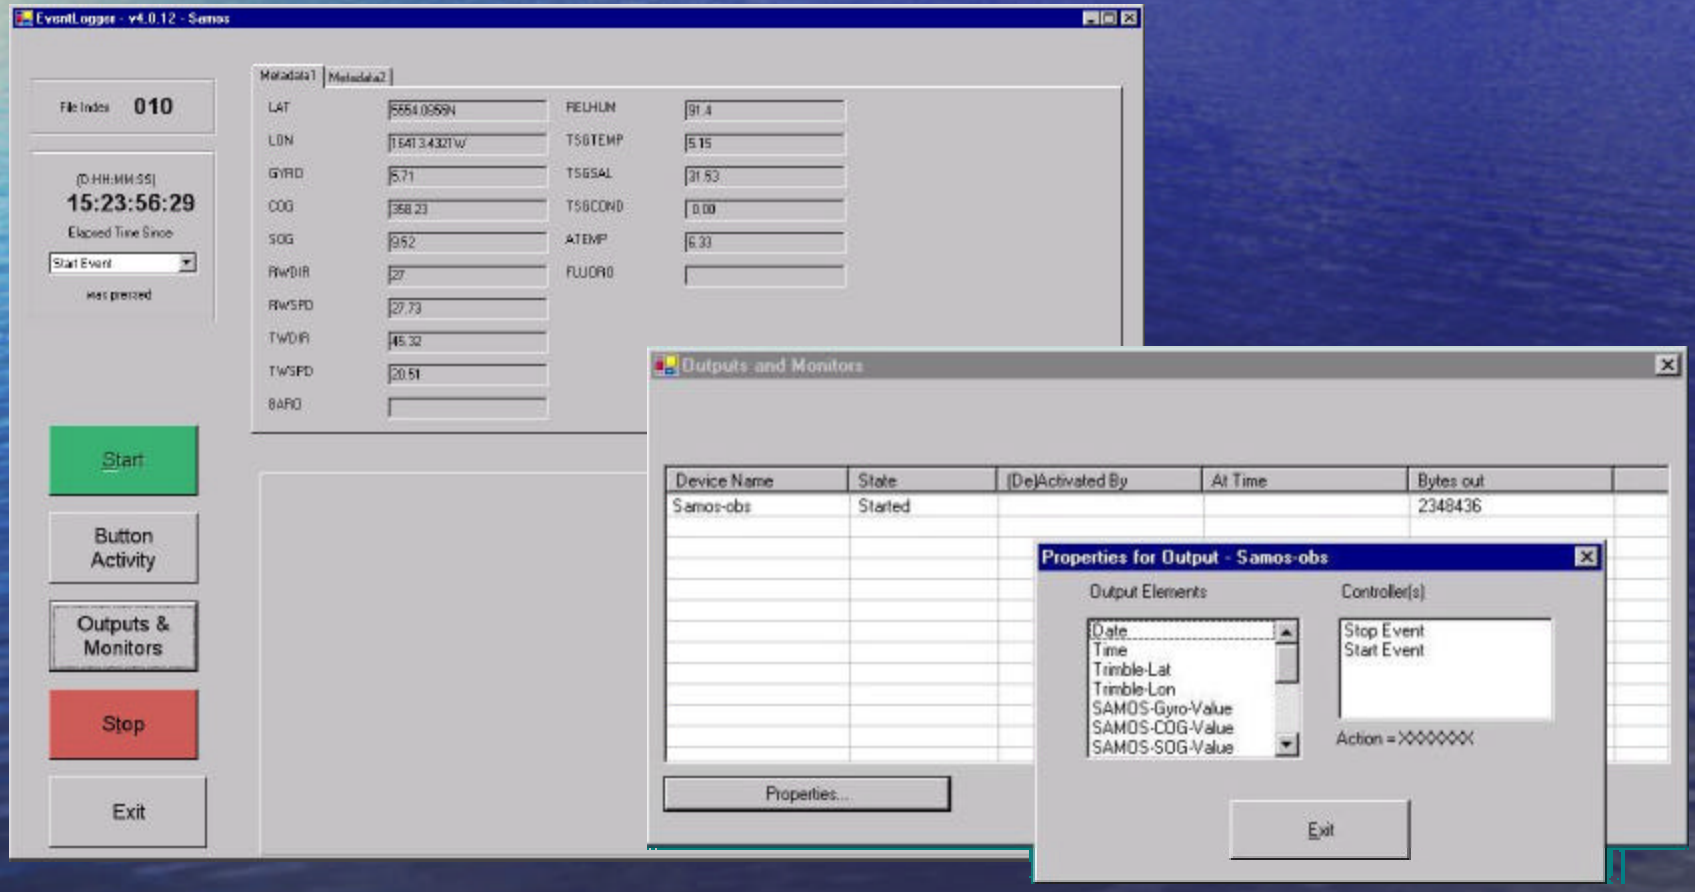 EventLogger - v4.0.12 - Samos
File Index 010
(D:HH:MM:SS)
15:23:56:29
Elapsed Time Since
Start Event
was pressed
Start
Button
Activity
Outputs &
Monitors
Stop
Exit
Metadata1 Metadata2
LAT 5554.0958N
LON 16413.4321W
GYRO 5.71
COG 358.23
SOG 9.52
RWDIR 27
RWSPD 27.73
TWDIR 45.32
TWSPD 20.51
BARO
RELHUM 91.4
TSGTEMP 5.15
TSGSAL 31.53
TSGCOND 0.00
ATEMP 6.33
FLUORO
Outputs and Monitors
Device Name State (De)Activated By At Time Bytes out
Samos-obs Started 2348436
Properties...
Properties for Output - Samos-obs
Output Elements
Date
Time
Trimble-Lat
Trimble-Lon
SAMOS-Gyro-Value
SAMOS-COG-Value
SAMOS-SOG-Value
Controller(s)
Stop Event
Start Event
Action = XXXXXXX
Exit